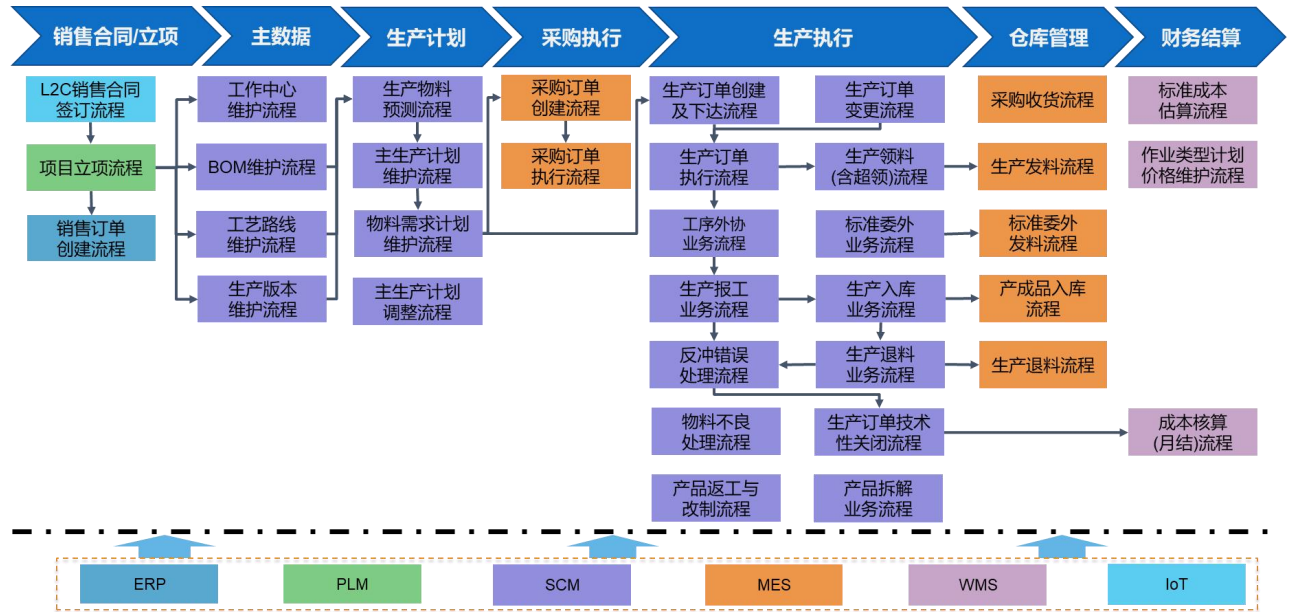 销售合同/立项
主数据
生产计划
采购执行
生产执行
仓库管理
财务结算
L2C销售合同
签订流程
项目立项流程
销售订单
创建流程
工作中心
维护流程
BOM维护流程
工艺路线
维护流程
生产版本
维护流程
生产物料
预测流程
主生产计划
维护流程
物料需求计划
维护流程
主生产计划
调整流程
采购订单
创建流程
采购订单
执行流程
生产订单创建
及下达流程
生产订单
变更流程
生产订单
执行流程
生产领料
(含超领)流程
工序外协
业务流程
标准委外
业务流程
生产报工
业务流程
生产入库
业务流程
反冲错误
处理流程
生产退料
业务流程
物料不良
处理流程
生产订单技术
性关闭流程
产品返工与
改制流程
产品拆解
业务流程
采购收货流程
生产发料流程
标准委外
发料流程
产成品入库
流程
生产退料流程
标准成本
估算流程
作业类型计划
价格维护流程
成本核算
(月结)流程
ERP
PLM
SCM
MES
WMS
IoT